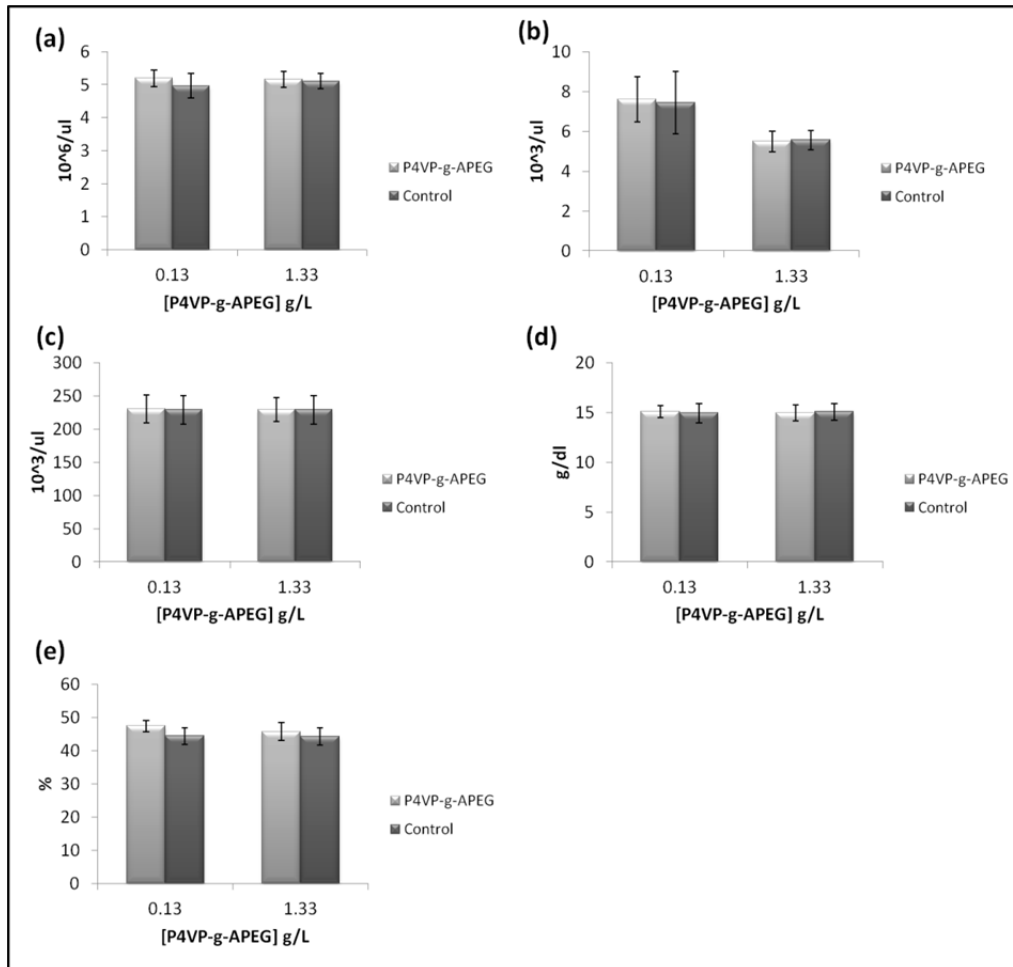 (a)
6
5
4
3
2
1
0
10^6/ul
0.13 1.33
[P4VP-g-APEG] g/L
P4VP-g-APEG
Control
(b)
10
8
6
4
2
0
10^3/ul
0.13 1.33
[P4VP-g-APEG] g/L
P4VP-g-APEG
Control
(c)
300
250
200
150
100
50
0
10^3/ul
0.13 1.33
[P4VP-g-APEG] g/L
P4VP-g-APEG
Control
(d)
20
15
10
5
0
g/dl
0.13 1.33
[P4VP-g-APEG] g/L
P4VP-g-APEG
Control
(e)
60
50
40
30
20
10
0
%
0.13 1.33
[P4VP-g-APEG] g/L
P4VP-g-APEG
Control